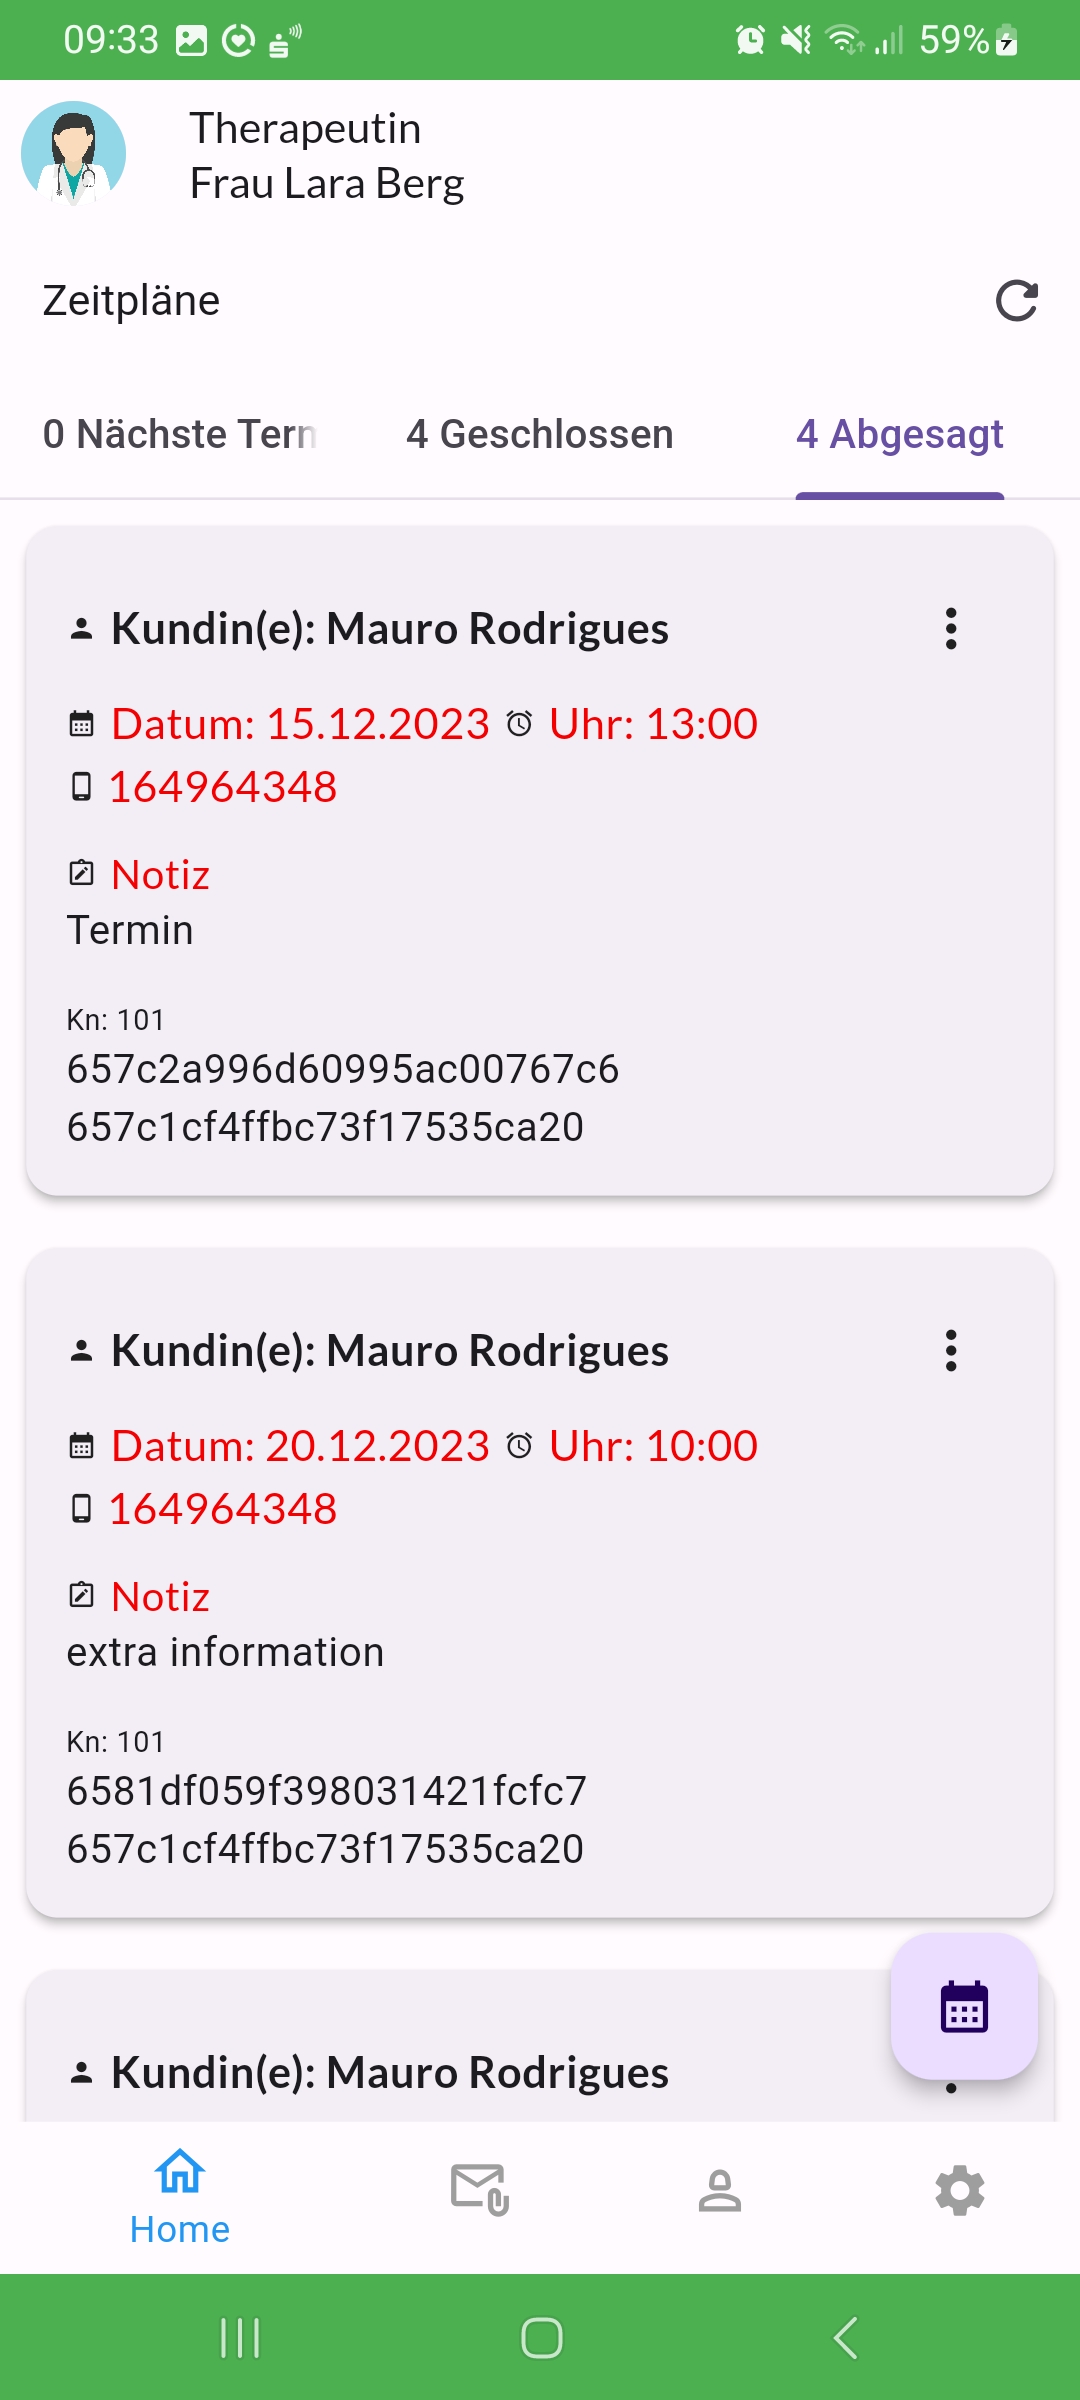 09:33 59%
Therapeutin
Frau Lara Berg
Zeitpläne
0 Nächste Tern 4 Geschlossen 4 Abgesagt
Kundin(e): Mauro Rodrigues
Datum: 15.12.2023 Uhr: 13:00
164964348
Notiz
Termin
Kn: 101
657c2a996d60995ac00767c6
657c1cf4ffbc73f17535ca20
Kundin(e): Mauro Rodrigues
Datum: 20.12.2023 Uhr: 10:00
164964348
Notiz
extra information
Kn: 101
6581df059f398031421fcfc7
657c1cf4ffbc73f17535ca20
Kundin(e): Mauro Rodrigues
Home